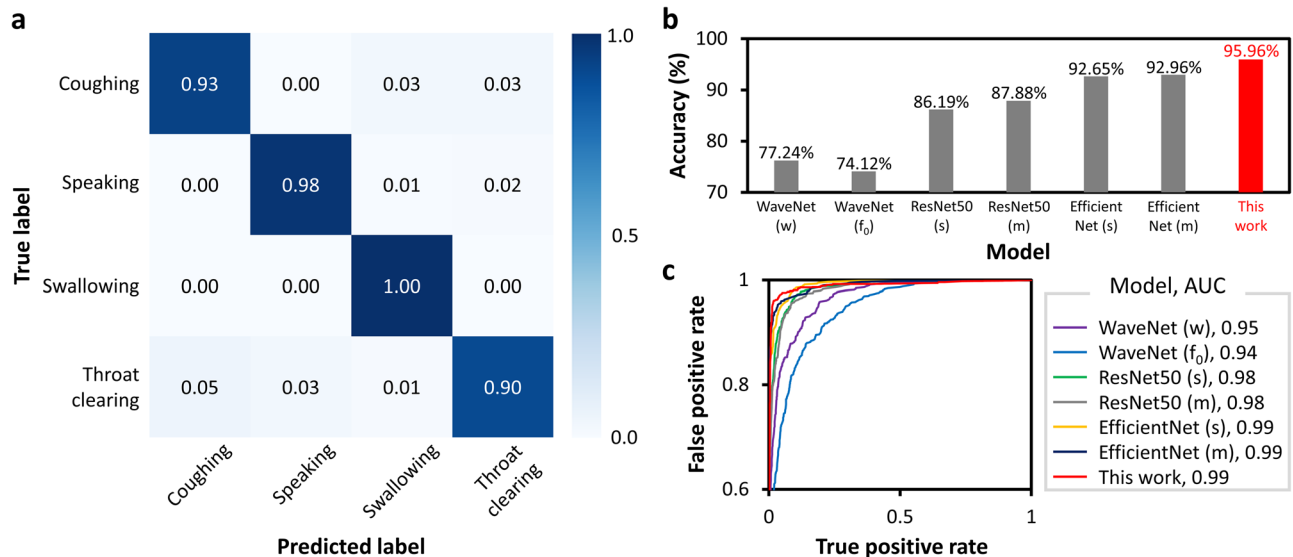 a
True label
Coughing
Speaking
Swallowing
Throat
clearing
0.93 0.00 0.03 0.03
0.00 0.98 0.01 0.02
0.00 0.00 1.00 0.00
0.05 0.03 0.01 0.90
Coughing
Speaking
Swallowing
Throat
clearing
Predicted label
1.0
0.5
0.0
b
Accuracy (%)
100
90
80
70
77.24%
74.12%
86.19%
87.88%
92.65%
92.96%
95.96%
WaveNet
(w)
WaveNet
(f₀)
ResNet50
(s)
ResNet50
(m)
Efficient
Net (s)
Efficient
Net (m)
This
work
Model
c
False positive rate
1
0.8
0.6
0 0.5 1
True positive rate
Model, AUC
WaveNet (w), 0.95
WaveNet (f₀), 0.94
ResNet50 (s), 0.98
ResNet50 (m), 0.98
EfficientNet (s), 0.99
EfficientNet (m), 0.99
This work, 0.99